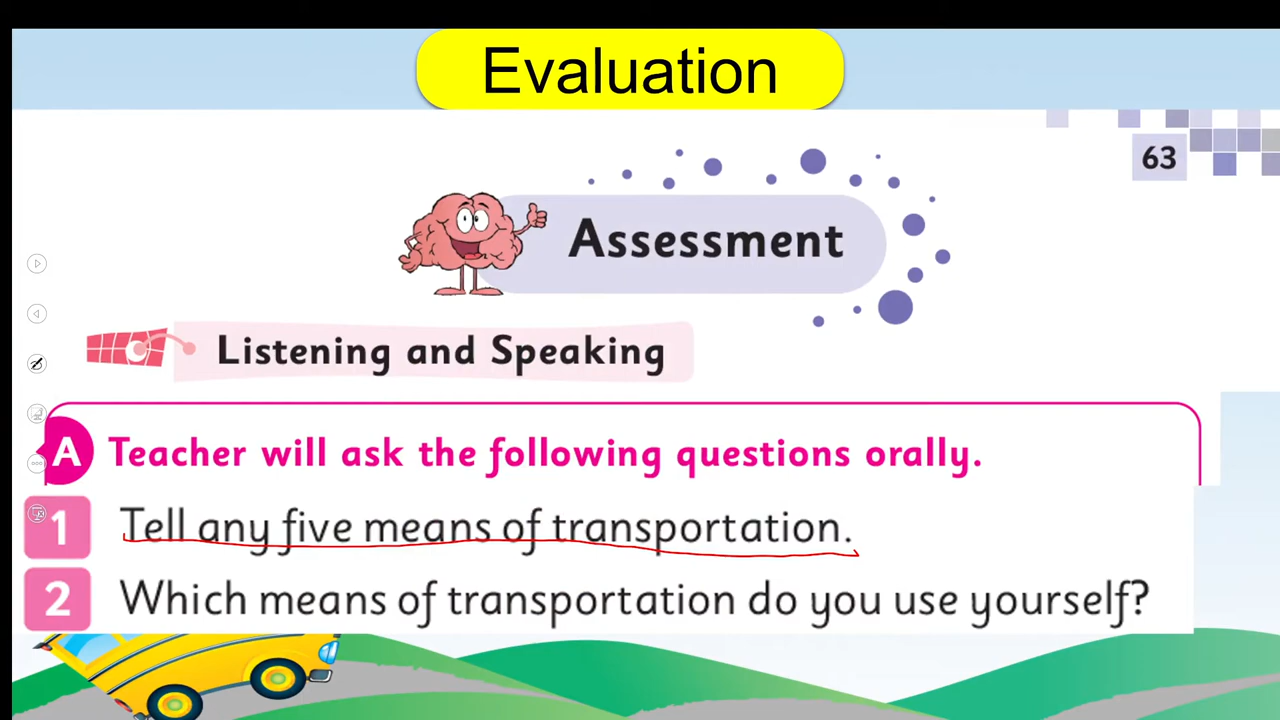 Evaluation
63
Assessment
Listening and Speaking
A Teacher will ask the following questions orally.
1 Tell any five means of transportation.
2 Which means of transportation do you use yourself?